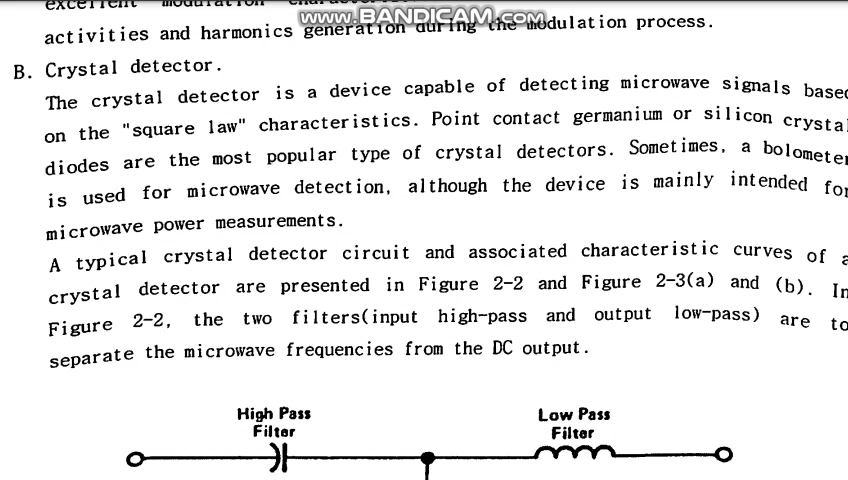 www.BANDICAM.com
activities and harmonics generation during the modulation process.
B. Crystal detector.
The crystal detector is a device capable of detecting microwave signals based
on the "square law" characteristics. Point contact germanium or silicon crystal
diodes are the most popular type of crystal detectors. Sometimes, a bolometer
is used for microwave detection, although the device is mainly intended for
microwave power measurements.
A typical crystal detector circuit and associated characteristic curves of a
crystal detector are presented in Figure 2-2 and Figure 2-3(a) and (b). In
Figure 2-2, the two filters(input high-pass and output low-pass) are to
separate the microwave frequencies from the DC output.
High Pass
Filter
Low Pass
Filter